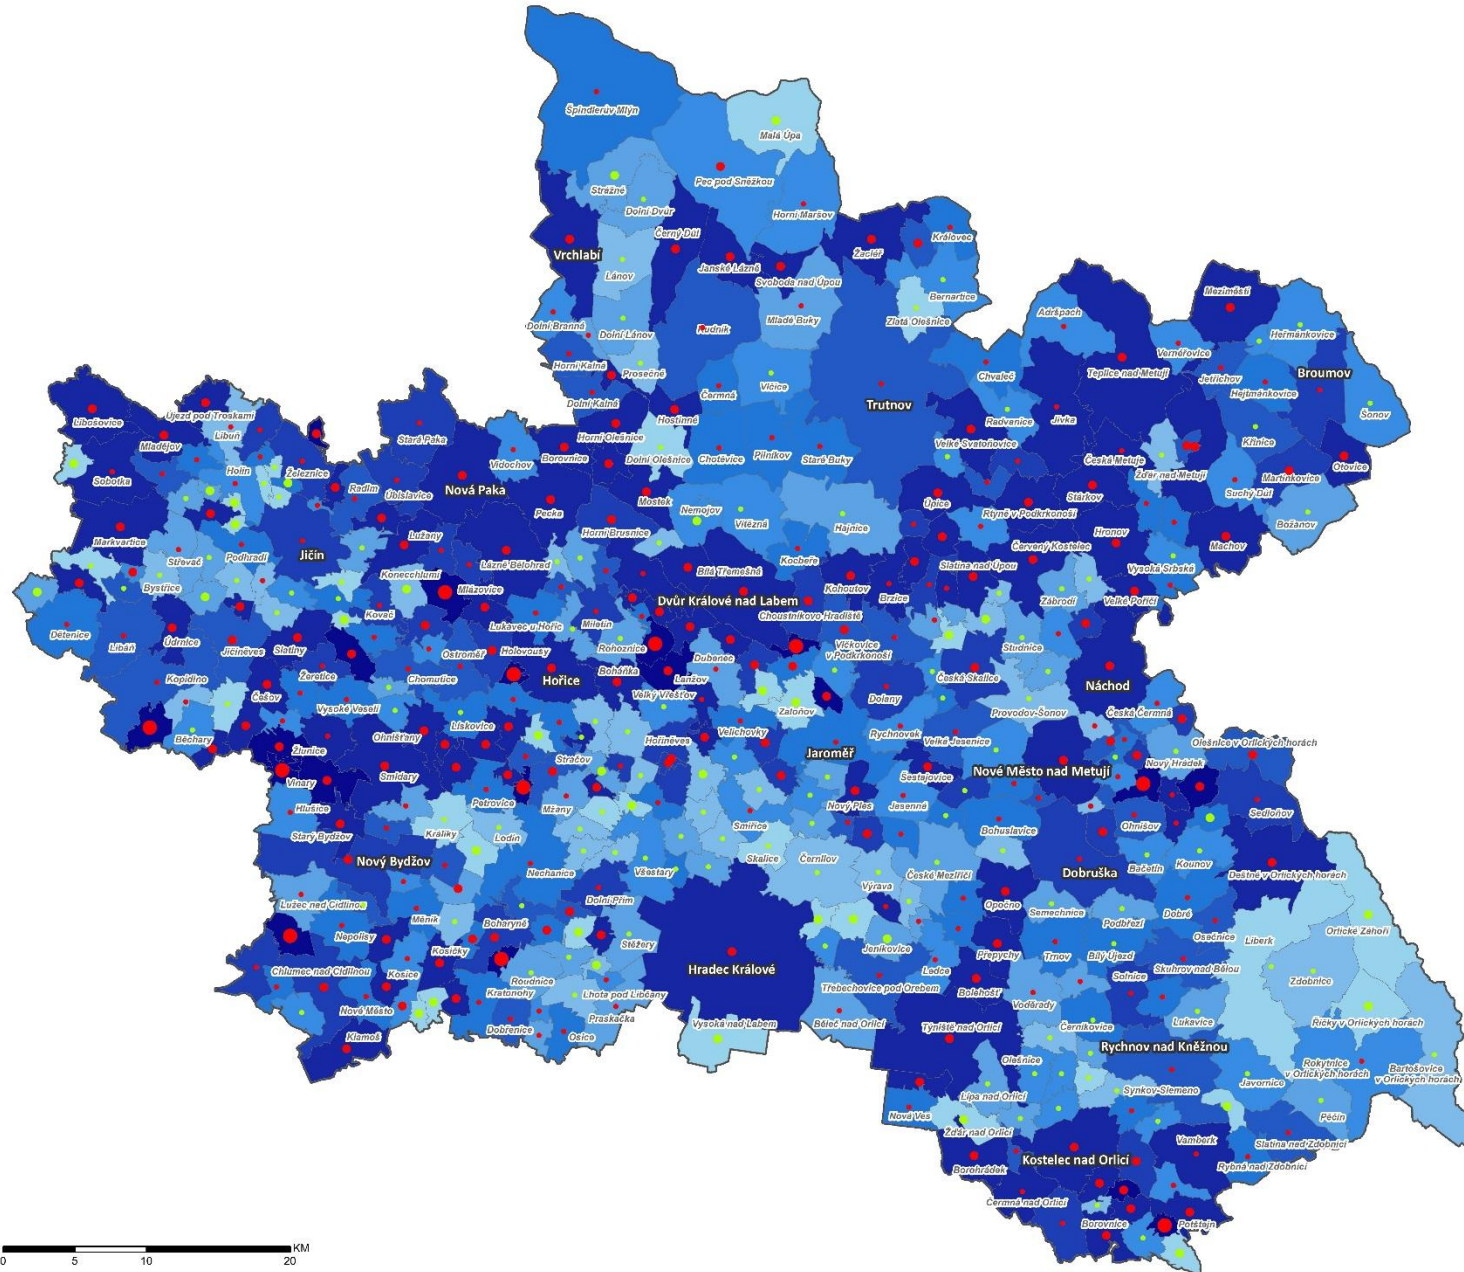 Špindlerův Mlýn
Malá Úpa
Pec pod Sněžkou
Strážné
Dolní Dvůr
Horní Maršov
Černý Důl
Vrchlabí
Lánov
Janské Lázně
Svoboda nad Úpou
Žacléř
Královec
Bernartice
Zlatá Olešnice
Mladé Buky
Rudník
Dolní Branná
Dolní Lánov
Horní Kalná
Prosečné
Dolní Kalná
Čermná
Vlčice
Trutnov
Chvaleč
Radvanice
Adršpach
Meziměstí
Teplice nad Metují
Vernéřovice
Heřmánkovice
Jetřichov
Hejtmánkovice
Broumov
Šonov
Křinice
Martínkovice
Otovice
Božanov
Suchý Důl
Česká Metuje
Žďár nad Metují
Machov
Jívka
Velké Svatoňovice
Stárkov
Hronov
Rtyně v Podkrkonoší
Úpice
Červený Kostelec
Slatina nad Úpou
Vysoká Srbská
Velké Poříčí
Zábrodí
Hostinné
Horní Olešnice
Dolní Olešnice
Chotěvice
Pilníkov
Staré Buky
Borovnice
Vidochov
Stará Paka
Nová Paka
Pecka
Mostek
Nemojov
Vítězná
Hajnice
Horní Brusnice
Kocbeře
Bílá Třemešná
Dvůr Králové nad Labem
Kohoutov
Brzice
Choustníkovo Hradiště
Vlčkovice
v Podkrkonoší
Libošovice
Újezd pod Troskami
Mladějov
Libuň
Holín
Železnice
Sobotka
Radim
Úbislavice
Markvartice
Střevač
Podhradí
Jičín
Lužany
Lázně Bělohrad
Bystřice
Konecchlumí
Mlázovice
Kovač
Lukavec u Hořic
Miletín
Rohoznice
Dětenice
Libáň
Údrnice
Jičíněves
Slatiny
Ostroměř
Holovousy
Boháňka
Dubenec
Lanžov
Kopidlno
Češov
Žeretice
Chomutice
Hořice
Velký Vřešťov
Zaloňov
Dolany
Česká Skalice
Studnice
Náchod
Provodov-Šonov
Česká Čermná
Běchary
Vysoké Veselí
Lískovice
Ohnišťany
Žlunice
Vinary
Smidary
Stračov
Hořiněves
Velichovky
Jaroměř
Rychnovek
Velká Jesenice
Šestajovice
Nové Město nad Metují
Nový Hrádek
Olešnice v Orlických horách
Hlušice
Starý Bydžov
Petrovice
Mžany
Králíky
Lodín
Smiřice
Nový Ples
Jasenná
Bohuslavice
Ohnišov
Sedloňov
Nový Bydžov
Nechanice
Všestary
Skalice
Černilov
Výrava
České Meziříčí
Dobruška
Bačetín
Kounov
Deštné v Orlických horách
Lužec nad Cidlinou
Měník
Boharyně
Dolní Přím
Opočno
Semechnice
Podbřezí
Dobré
Nepolisy
Kosičky
Stěžery
Jeníkovice
Osečnice
Liberk
Orlické Záhoří
Chlumec nad Cidlinou
Kosice
Roudnice
Hradec Králové
Ledce
Přepychy
Trnov
Bílý Újezd
Skuhrov nad Bělou
Zdobnice
Nové Město
Kratonohy
Lhota pod Libčany
Třebechovice pod Orebem
Bolehošť
Solnice
Klamoš
Dobřenice
Praskačka
Osice
Běleč nad Orlicí
Voděrady
Lukavice
Říčky v Orlických horách
Vysoká nad Labem
Týniště nad Orlicí
Černíkovice
Rychnov nad Kněžnou
Olešnice
Javornice
Rokytnice
v Orlických horách
Bartošovice
v Orlických horách
Nová Ves
Lípa nad Orlicí
Synkov-Slemeno
Pěčín
Žďár nad Orlicí
Slatina nad Zdobnicí
Vamberk
Rybná nad Zdobnicí
Borohrádek
Kostelec nad Orlicí
Čermná nad Orlicí
Borovnice
Potštejn
KM
0 5 10 20